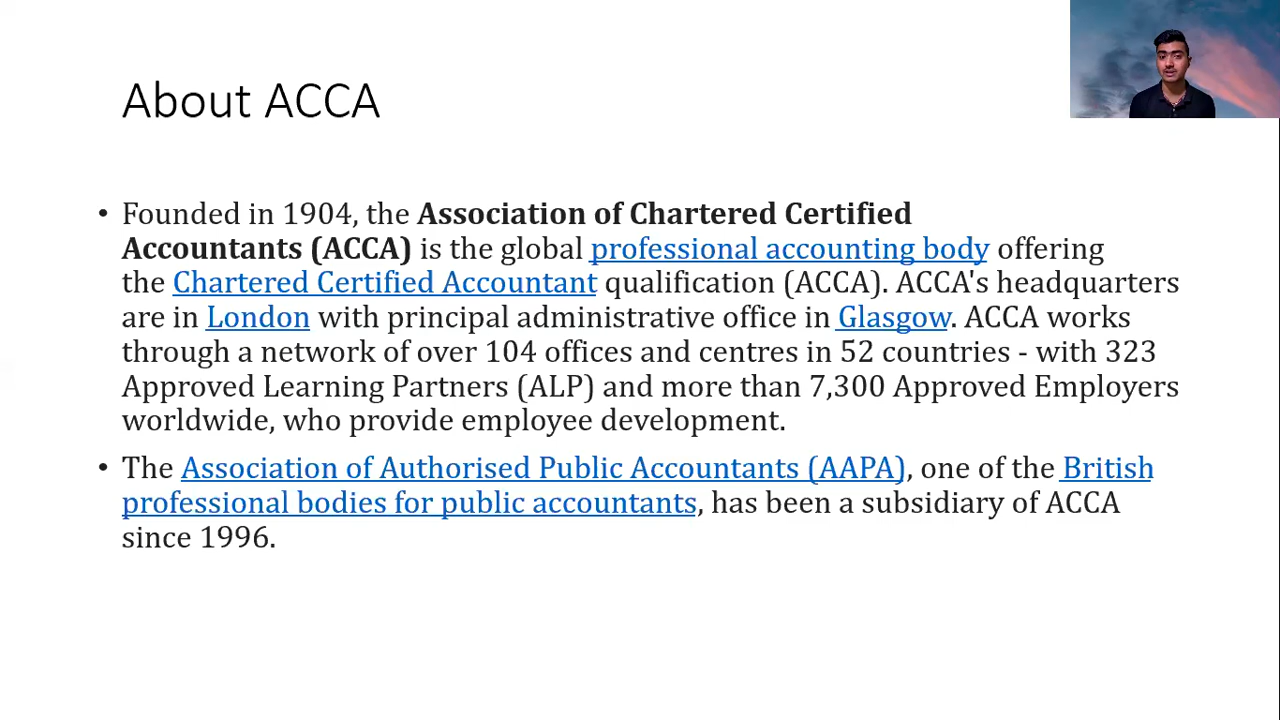 About ACCA
• Founded in 1904, the Association of Chartered Certified
Accountants (ACCA) is the global professional accounting body offering
the Chartered Certified Accountant qualification (ACCA). ACCA's headquarters
are in London with principal administrative office in Glasgow. ACCA works
through a network of over 104 offices and centres in 52 countries - with 323
Approved Learning Partners (ALP) and more than 7,300 Approved Employers
worldwide, who provide employee development.
• The Association of Authorised Public Accountants (AAPA), one of the British
professional bodies for public accountants, has been a subsidiary of ACCA
since 1996.